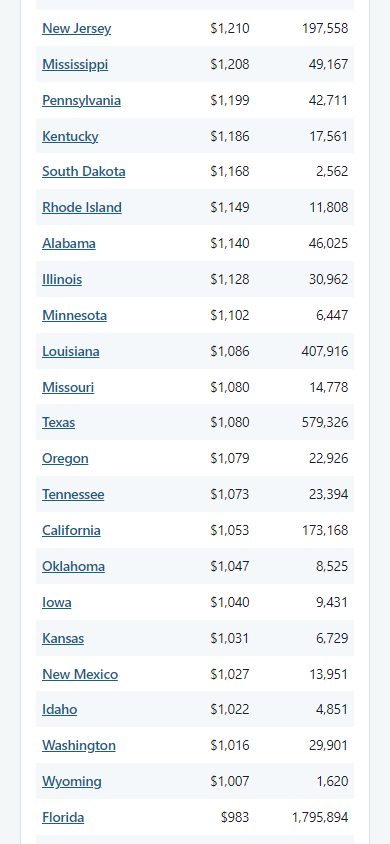 New Jersey $1,210 197,558
Mississippi $1,208 49,167
Pennsylvania $1,199 42,711
Kentucky $1,186 17,561
South Dakota $1,168 2,562
Rhode Island $1,149 11,808
Alabama $1,140 46,025
Illinois $1,128 30,962
Minnesota $1,102 6,447
Louisiana $1,086 407,916
Missouri $1,080 14,778
Texas $1,080 579,326
Oregon $1,079 22,926
Tennessee $1,073 23,394
California $1,053 173,168
Oklahoma $1,047 8,525
Iowa $1,040 9,431
Kansas $1,031 6,729
New Mexico $1,027 13,951
Idaho $1,022 4,851
Washington $1,016 29,901
Wyoming $1,007 1,620
Florida $983 1,795,894